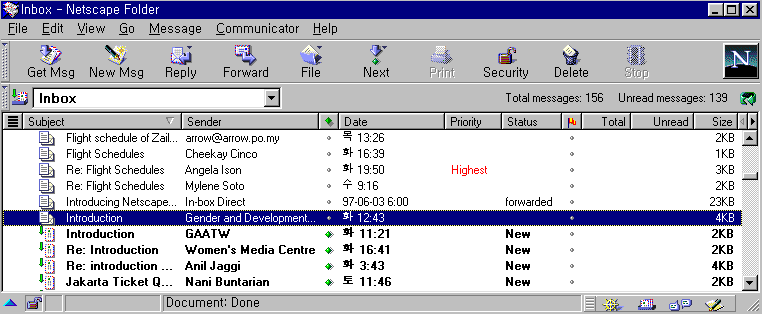 Inbox - Netscape Folder
File Edit View Go Message Communicator Help
Get Msg New Msg Reply Forward File Next Print Security Delete Stop
N
Inbox Total messages: 156 Unread messages: 139
Subject Sender Date Priority Status Total Unread Size
Flight schedule of Zail... arrow@arrow.po.my 목 13:26 2KB
Flight Schedules Cheekay Cinco 화 16:39 1KB
Re: Flight Schedules Angela Ison 화 19:50 Highest 3KB
Re: Flight Schedules Mylene Soto 수 9:16 2KB
Introducing Netscape... In-box Direct 97-06-03 6:00 forwarded 23KB
Introduction Gender and Development... 화 12:43 4KB
Introduction GAATW 화 11:21 New 2KB
Re: Introduction Women's Media Centre 화 16:41 New 2KB
Re: introduction ... Anil Jaggi 화 3:43 New 4KB
Jakarta Ticket Q... Nani Buntarian 토 11:46 New 2KB
Document: Done